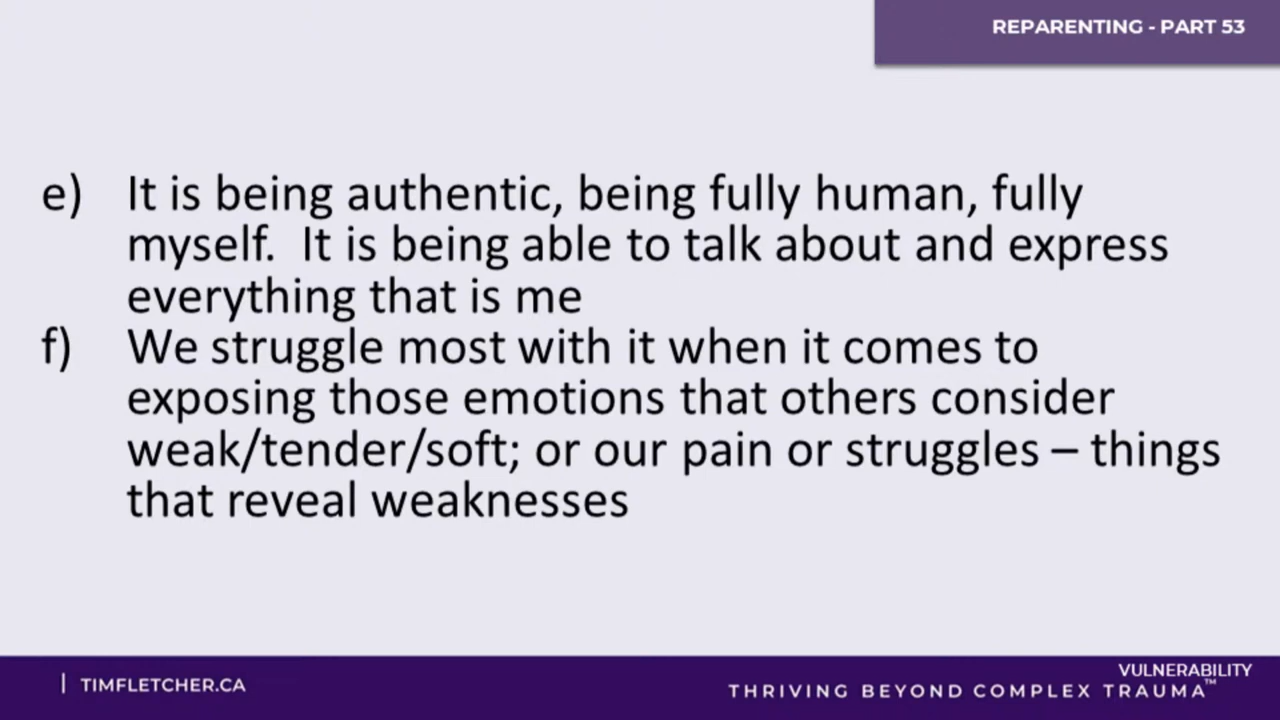 REPARENTING - PART 53
e) It is being authentic, being fully human, fully
myself.  It is being able to talk about and express
everything that is me
f) We struggle most with it when it comes to
exposing those emotions that others consider
weak/tender/soft; or our pain or struggles – things
that reveal weaknesses
| TIMFLETCHER.CA
VULNERABILITY
THRIVING BEYOND COMPLEX TRAUMA™